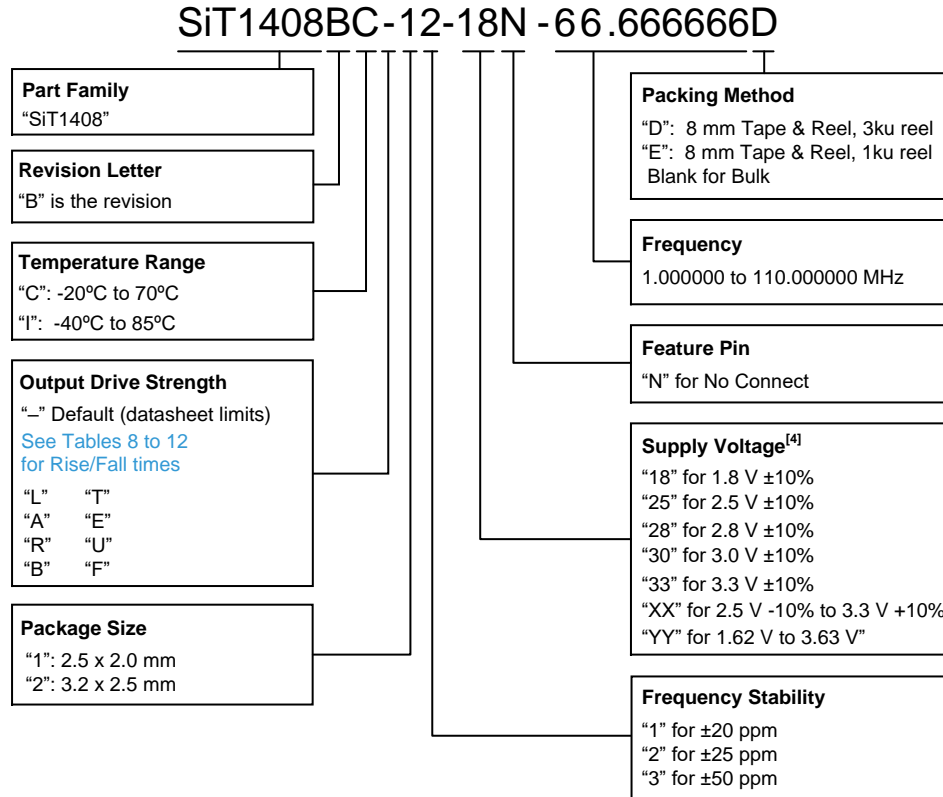 SiT1408BC-12-18N-66.666666D
Part Family
“SiT1408”
Revision Letter
“B” is the revision
Temperature Range
“C”: -20ºC to 70ºC
“I”: -40ºC to 85ºC
Output Drive Strength
“–” Default (datasheet limits)
See Tables 8 to 12
for Rise/Fall times
“L” “T”
“A” “E”
“R” “U”
“B” “F”
Package Size
“1”: 2.5 x 2.0 mm
“2”: 3.2 x 2.5 mm
Packing Method
“D”: 8 mm Tape & Reel, 3ku reel
“E”: 8 mm Tape & Reel, 1ku reel
Blank for Bulk
Frequency
1.000000 to 110.000000 MHz
Feature Pin
“N” for No Connect
Supply Voltage[4]
“18” for 1.8 V ±10%
“25” for 2.5 V ±10%
“28” for 2.8 V ±10%
“30” for 3.0 V ±10%
“33” for 3.3 V ±10%
“XX” for 2.5 V -10% to 3.3 V +10%
“YY” for 1.62 V to 3.63 V”
Frequency Stability
“1” for ±20 ppm
“2” for ±25 ppm
“3” for ±50 ppm